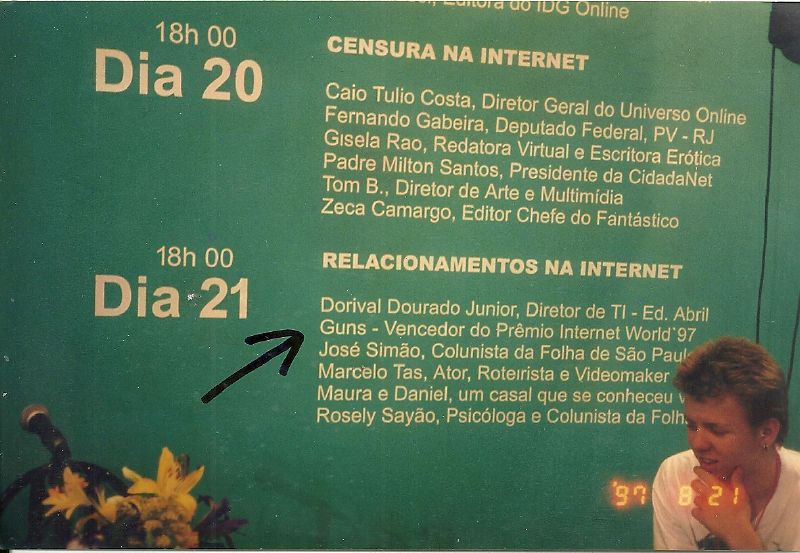 Editora do IDG Online
18h 00
Dia 20
CENSURA NA INTERNET
Caio Tulio Costa, Diretor Geral do Universo Online
Fernando Gabeira, Deputado Federal, PV - RJ
Gisela Rao, Redatora Virtual e Escritora Erótica
Padre Milton Santos, Presidente da CidadaNet
Tom B., Diretor de Arte e Multimídia
Zeca Camargo, Editor Chefe do Fantástico
18h 00
Dia 21
RELACIONAMENTOS NA INTERNET
Dorival Dourado Junior, Diretor de TI - Ed. Abril
Guns - Vencedor do Prêmio Internet World`97
José Simão, Colunista da Folha de São Paul
Marcelo Tas, Ator, Roteirista e Videomaker
Maura e Daniel, um casal que se conheceu
Rosely Sayão, Psicóloga e Colunista da Folh
'97 8 21